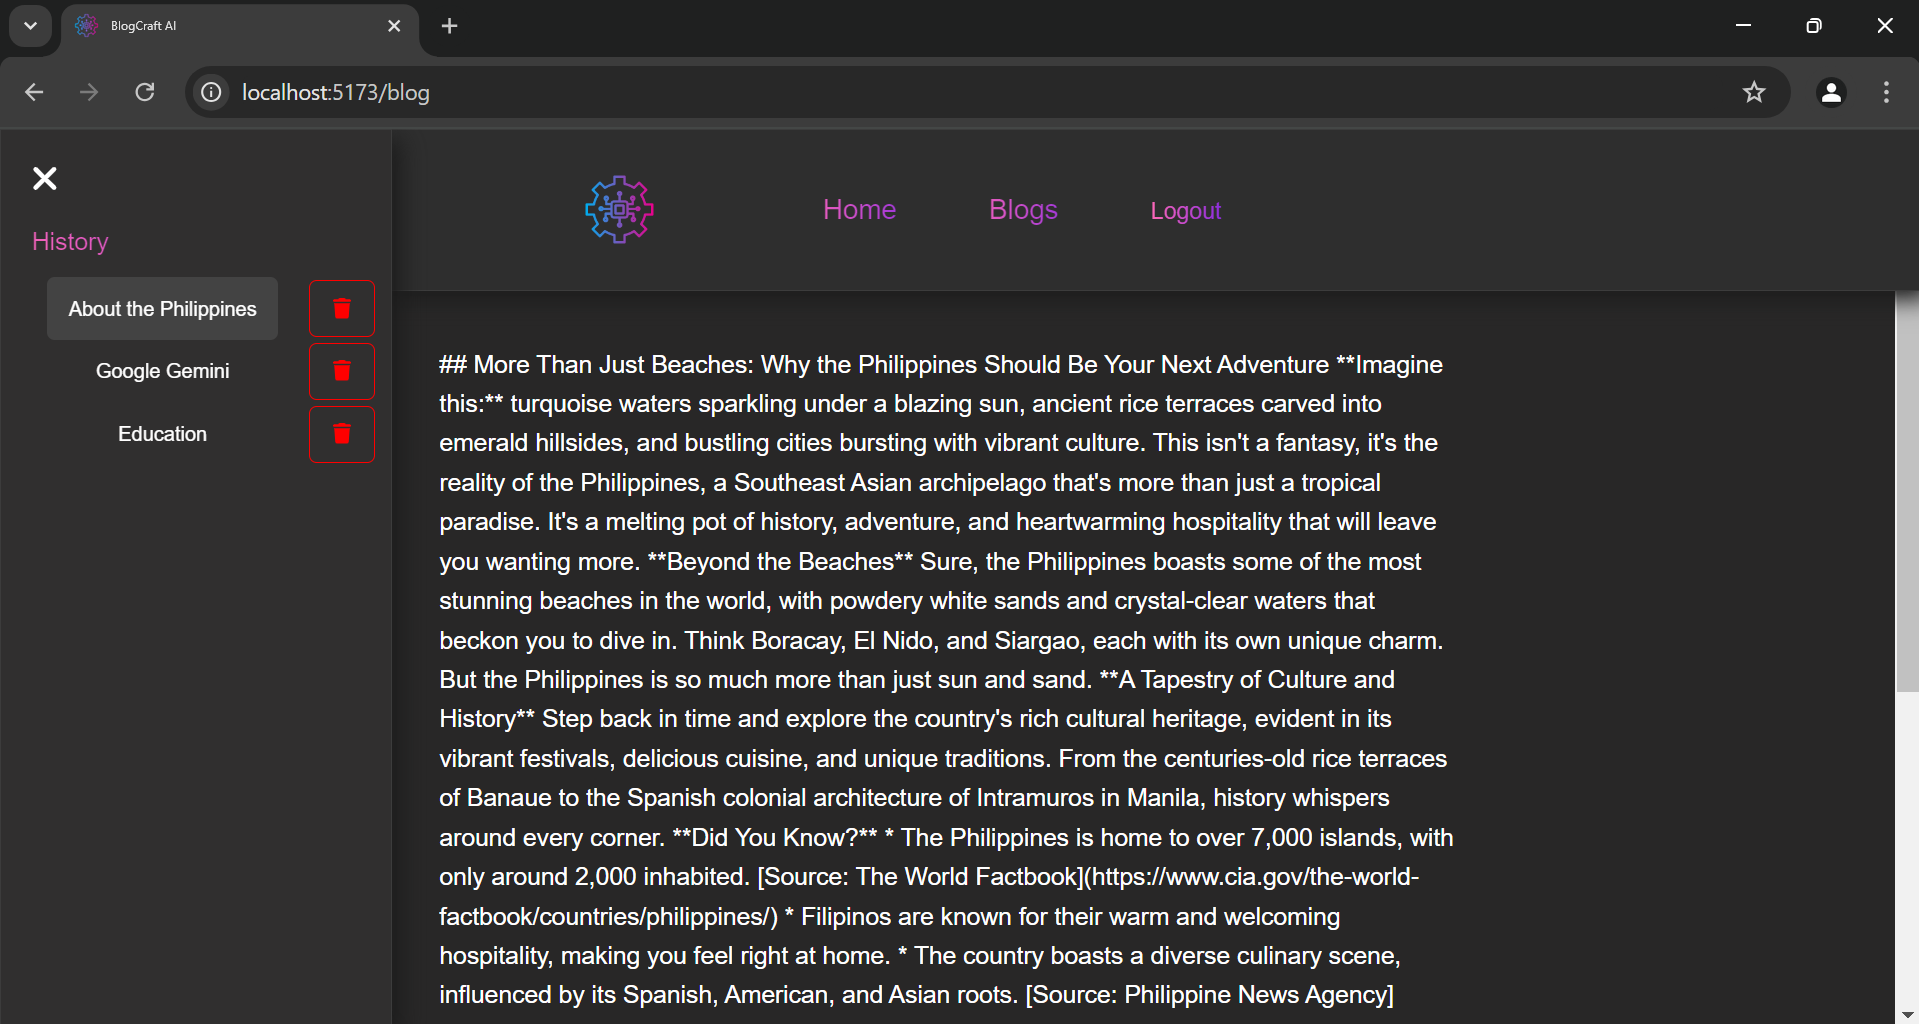 BlogCraft AI
localhost:5173/blog
Home
Blogs
Logout
History
About the Philippines
Google Gemini
Education
## More Than Just Beaches: Why the Philippines Should Be Your Next Adventure **Imagine
this:** turquoise waters sparkling under a blazing sun, ancient rice terraces carved into
emerald hillsides, and bustling cities bursting with vibrant culture. This isn't a fantasy, it's the
reality of the Philippines, a Southeast Asian archipelago that's more than just a tropical
paradise. It's a melting pot of history, adventure, and heartwarming hospitality that will leave
you wanting more. **Beyond the Beaches** Sure, the Philippines boasts some of the most
stunning beaches in the world, with powdery white sands and crystal-clear waters that
beckon you to dive in. Think Boracay, El Nido, and Siargao, each with its own unique charm.
But the Philippines is so much more than just sun and sand. **A Tapestry of Culture and
History** Step back in time and explore the country's rich cultural heritage, evident in its
vibrant festivals, delicious cuisine, and unique traditions. From the centuries-old rice terraces
of Banaue to the Spanish colonial architecture of Intramuros in Manila, history whispers
around every corner. **Did You Know?** * The Philippines is home to over 7,000 islands, with
only around 2,000 inhabited. [Source: The World Factbook](https://www.cia.gov/the-world-
factbook/countries/philippines/) * Filipinos are known for their warm and welcoming
hospitality, making you feel right at home. * The country boasts a diverse culinary scene,
influenced by its Spanish, American, and Asian roots. [Source: Philippine News Agency]